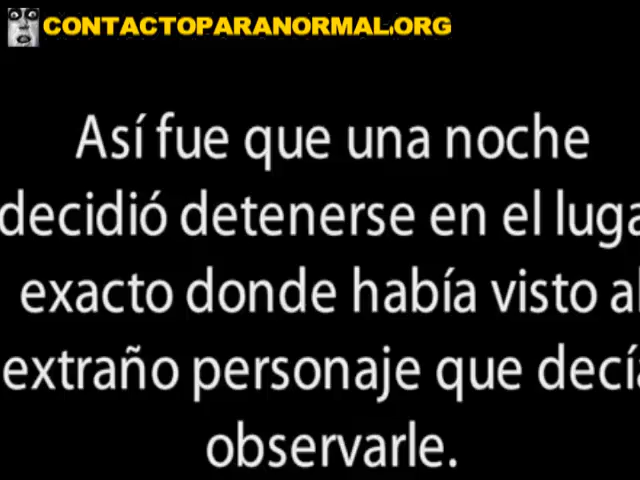 CONTACTOPARANORMAL.ORG
Así fue que una noche
decidió detenerse en el luga
exacto donde había visto al
extraño personaje que decía
observarle.